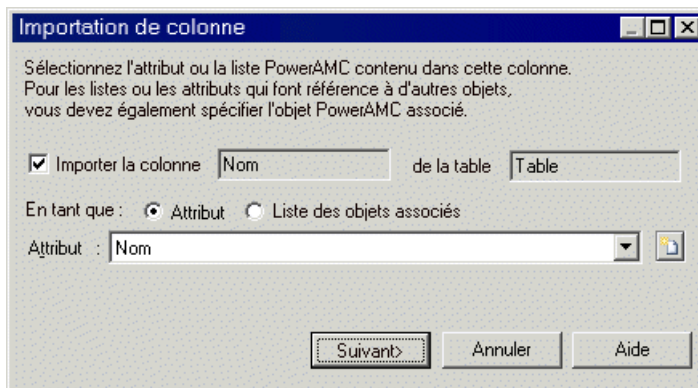 Importation de colonne
Sélectionnez l'attribut ou la liste PowerAMC contenu dans cette colonne.
Pour les listes ou les attributs qui font référence à d'autres objets,
vous devez également spécifier l'objet PowerAMC associé.
Importer la colonne Nom de la table Table
En tant que : Attribut Liste des objets associés
Attribut : Nom
Suivant> Annuler Aide